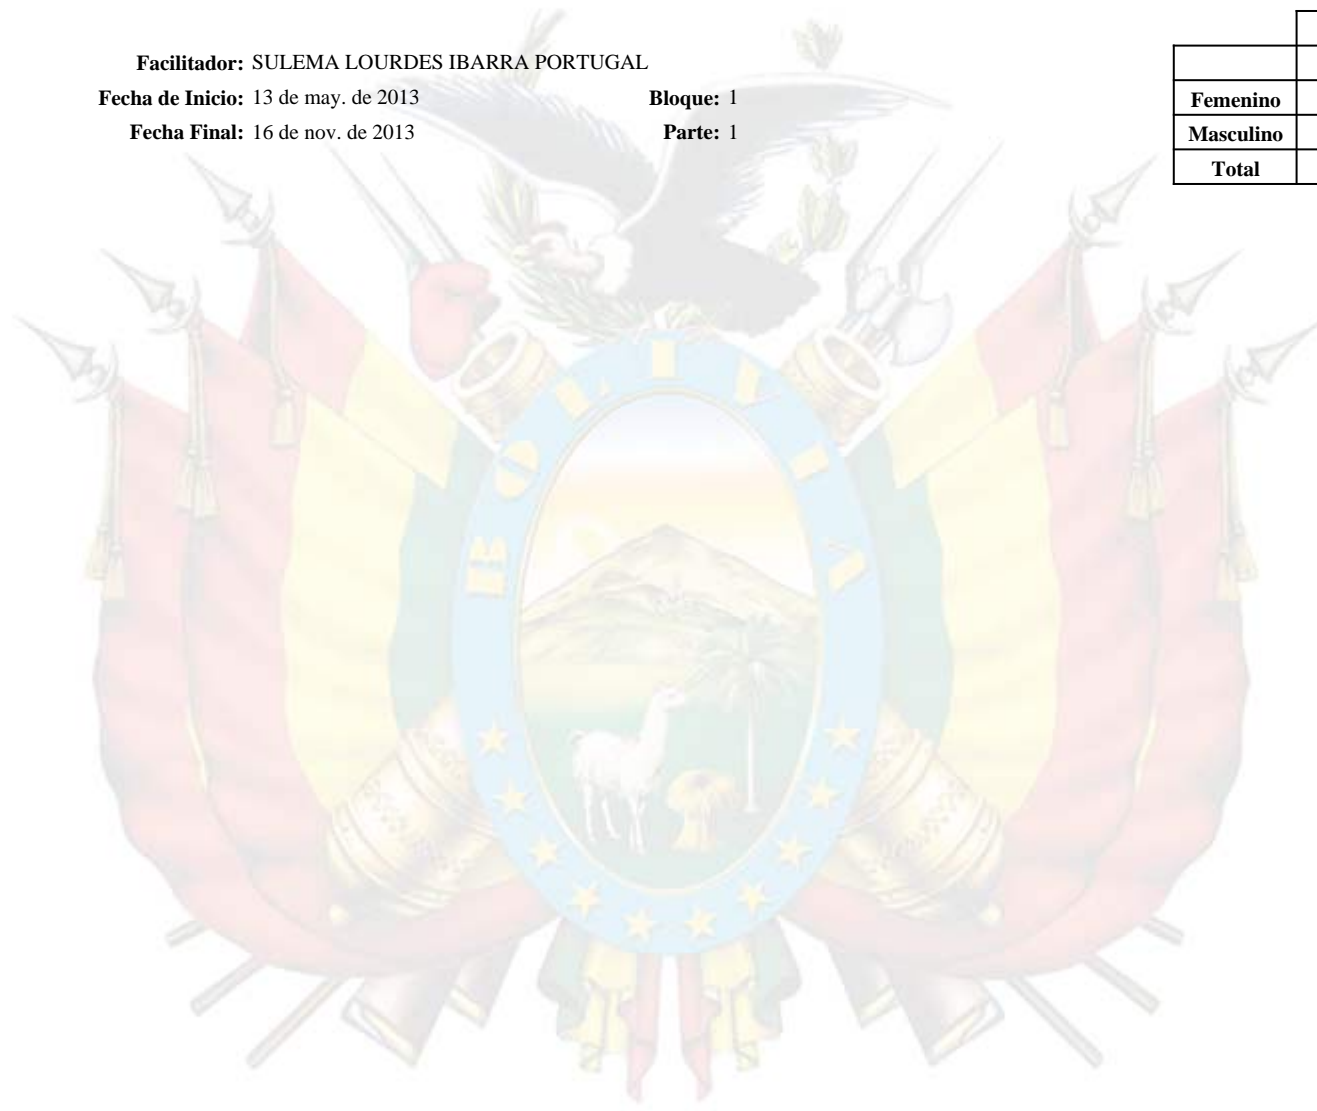 Facilitador: SULEMA LOURDES IBARRA PORTUGAL
Fecha de Inicio: 13 de may. de 2013 Bloque: 1
Fecha Final: 16 de nov. de 2013 Parte: 1
Femenino
Masculino
Total
BOLIVIA